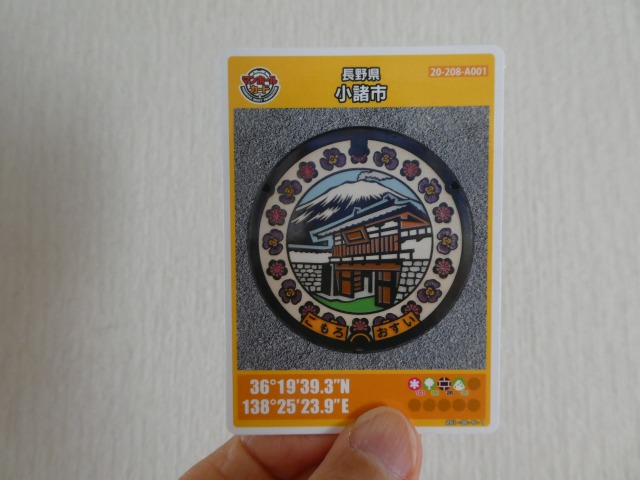 マンホール
カード
長野県
小諸市
20-208-A001
こもろ おすい
36°19'39.3"N
138°25'23.9"E